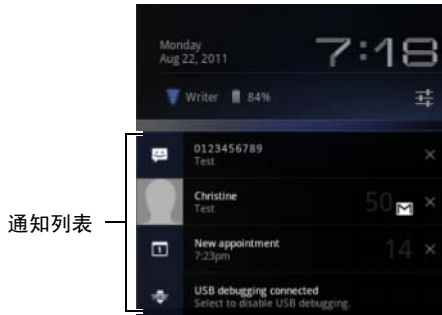 Monday
Aug 22, 2011
7:18
Writer 84%
0123456789
Test
通知列表
Christine
Test
50
New appointment
7:23pm
14
USB debugging connected
Select to disable USB debugging.